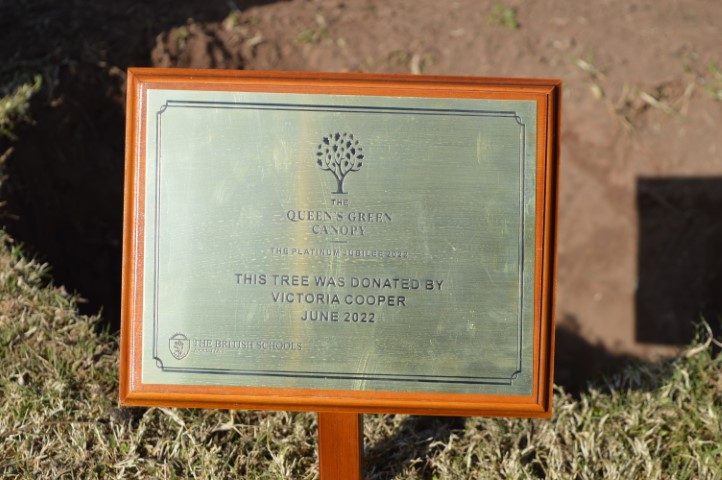 THE
QUEEN'S GREEN
CANOPY
THE PLATINUM JUBILEE 2022
THIS TREE WAS DONATED BY
VICTORIA COOPER
JUNE 2022
THE BRITISH SCHOOLS